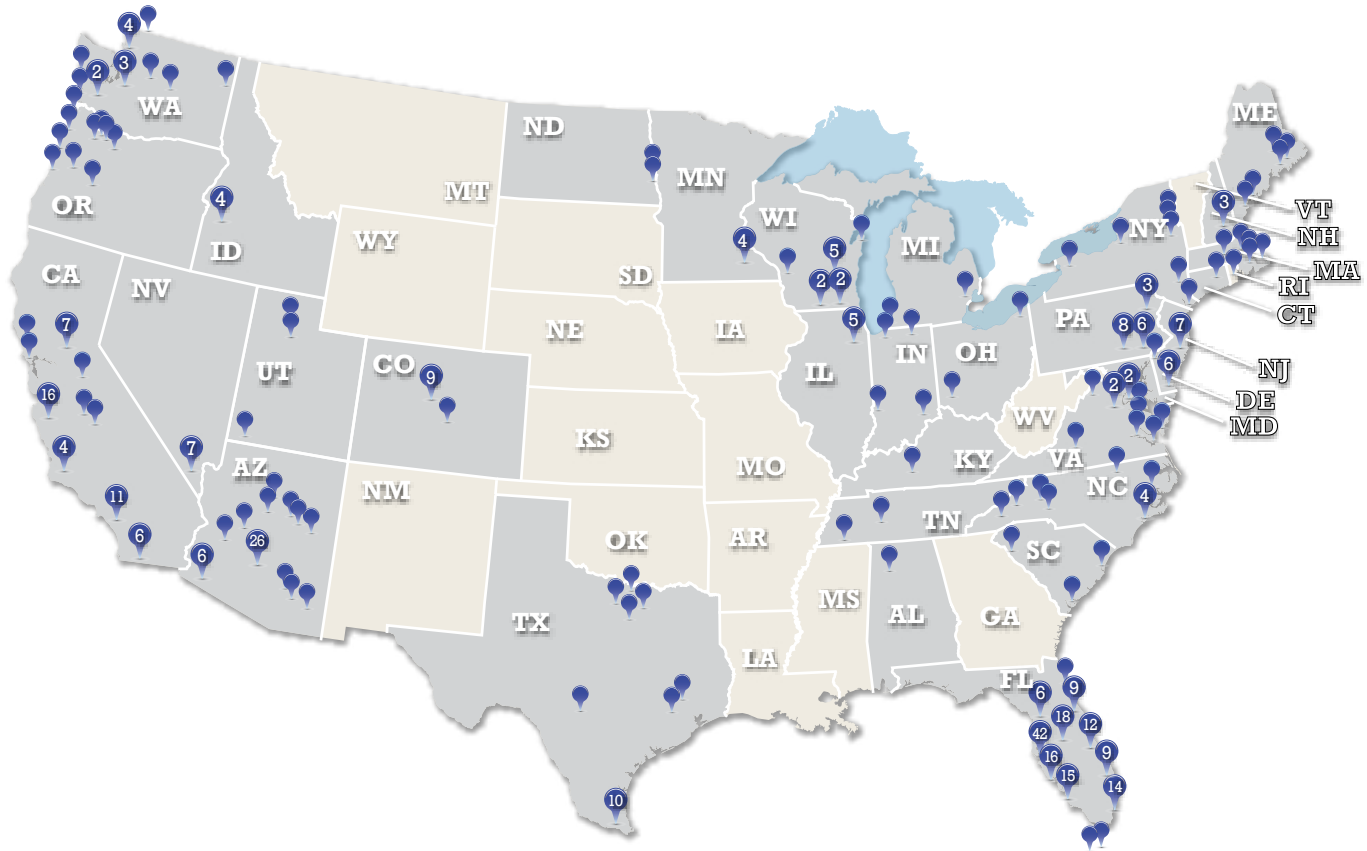 4
3
2
WA
ME
ND
MT
MN
OR
4
ID
WY
WI
4
5
2
2
MI
NY
3
VT
NH
MA
RI
CT
CA
NV
SD
7
NE
IA
5
IL
IN
OH
PA
3
8
6
7
NJ
UT
CO
9
16
6
2
2
DE
MD
WV
4
7
AZ
KS
MO
KY
VA
NM
11
NC
4
6
26
6
OK
AR
TN
SC
TX
MS
AL
GA
LA
FL
6
9
18
12
42
9
16
15
14
10